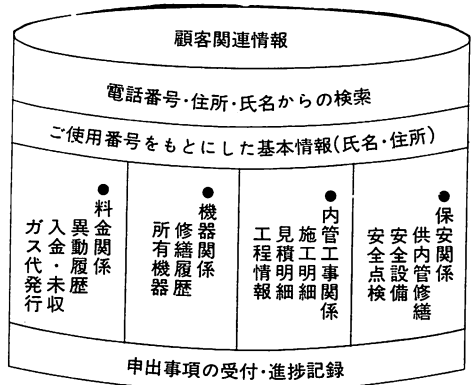 顧客関連情報
電話番号・住所・氏名からの検索
ご使用番号をもとにした基本情報(氏名・住所)
●料金関係
異動履歴
入金・未収
ガス代発行
●機器関係
修繕履歴
所有機器
●内管工事関係
施工明細
見積明細
工程情報
●保安関係
供内管修繕
安全設備
安全点検
申出事項の受付・進捗記録